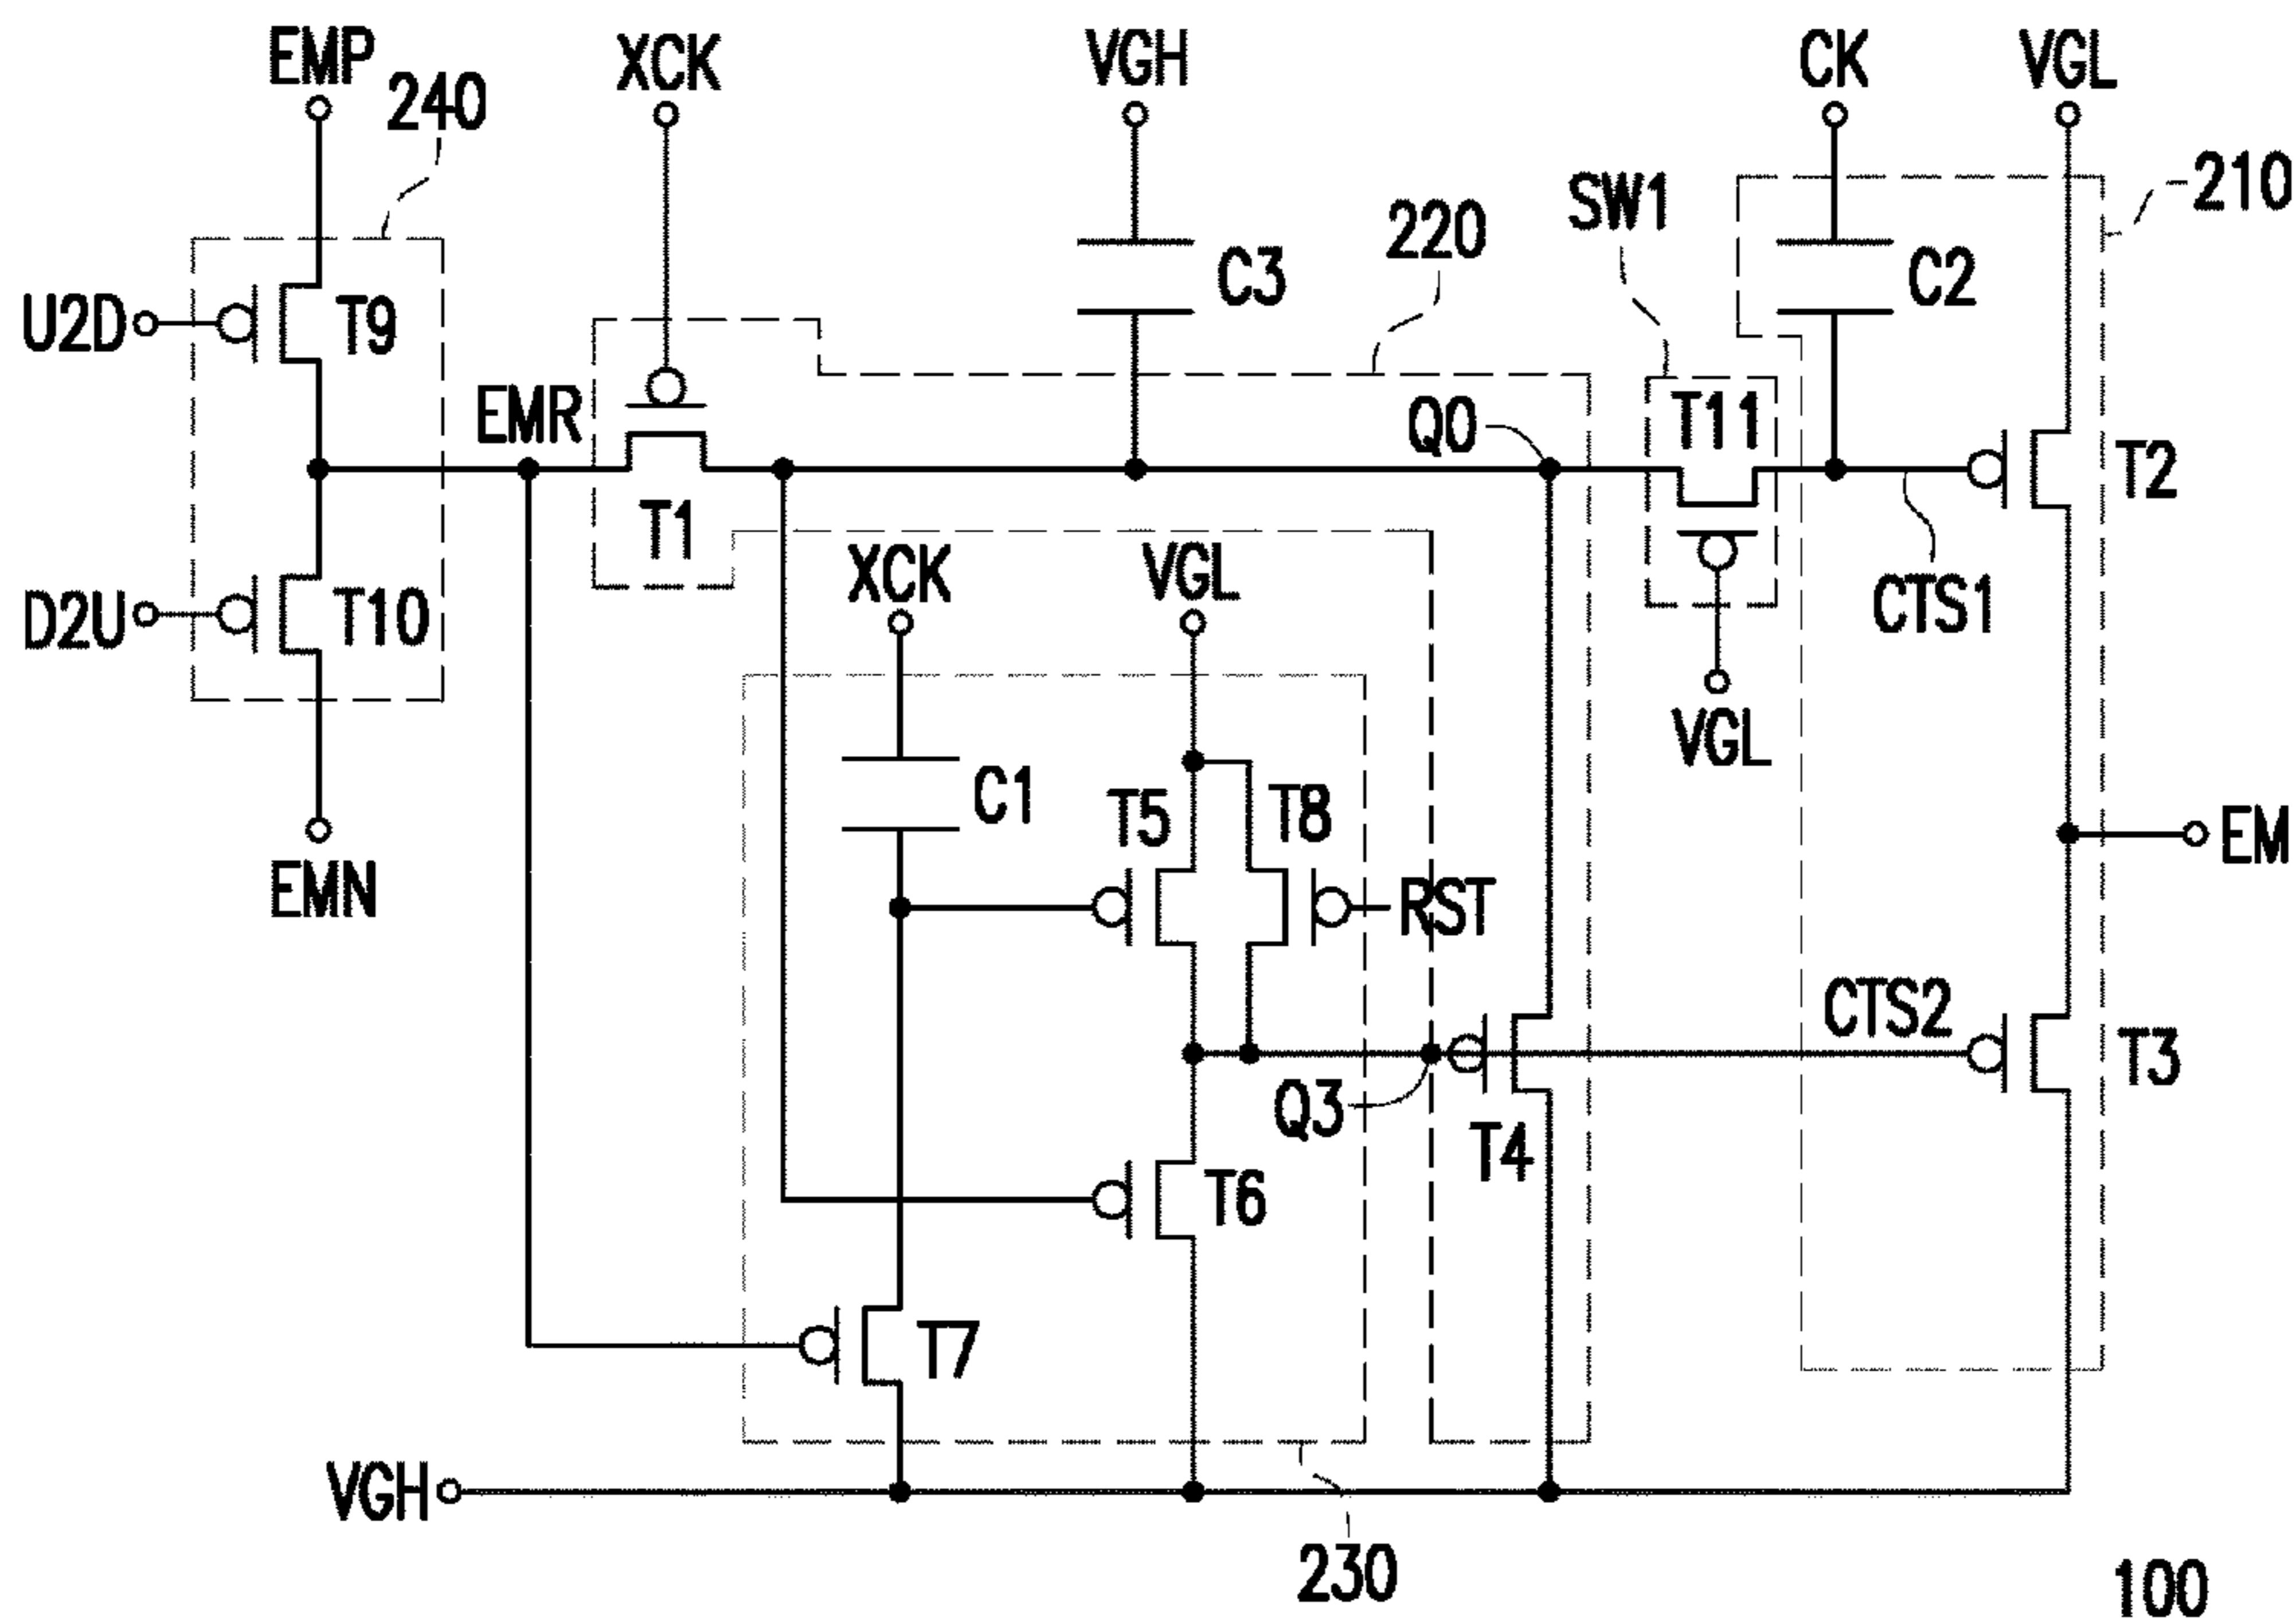 EMP
XCK
VGH
CK
VGL
240
210
SW1
220
C3
C2
U2D
T9
EMR
Q0
T11
T2
T1
XCK
VGL
CTS1
D2U
T10
VGL
C1
T5
T8
EM
EMN
RST
CTS2
T3
Q3
T4
T6
T7
VGH
230
100